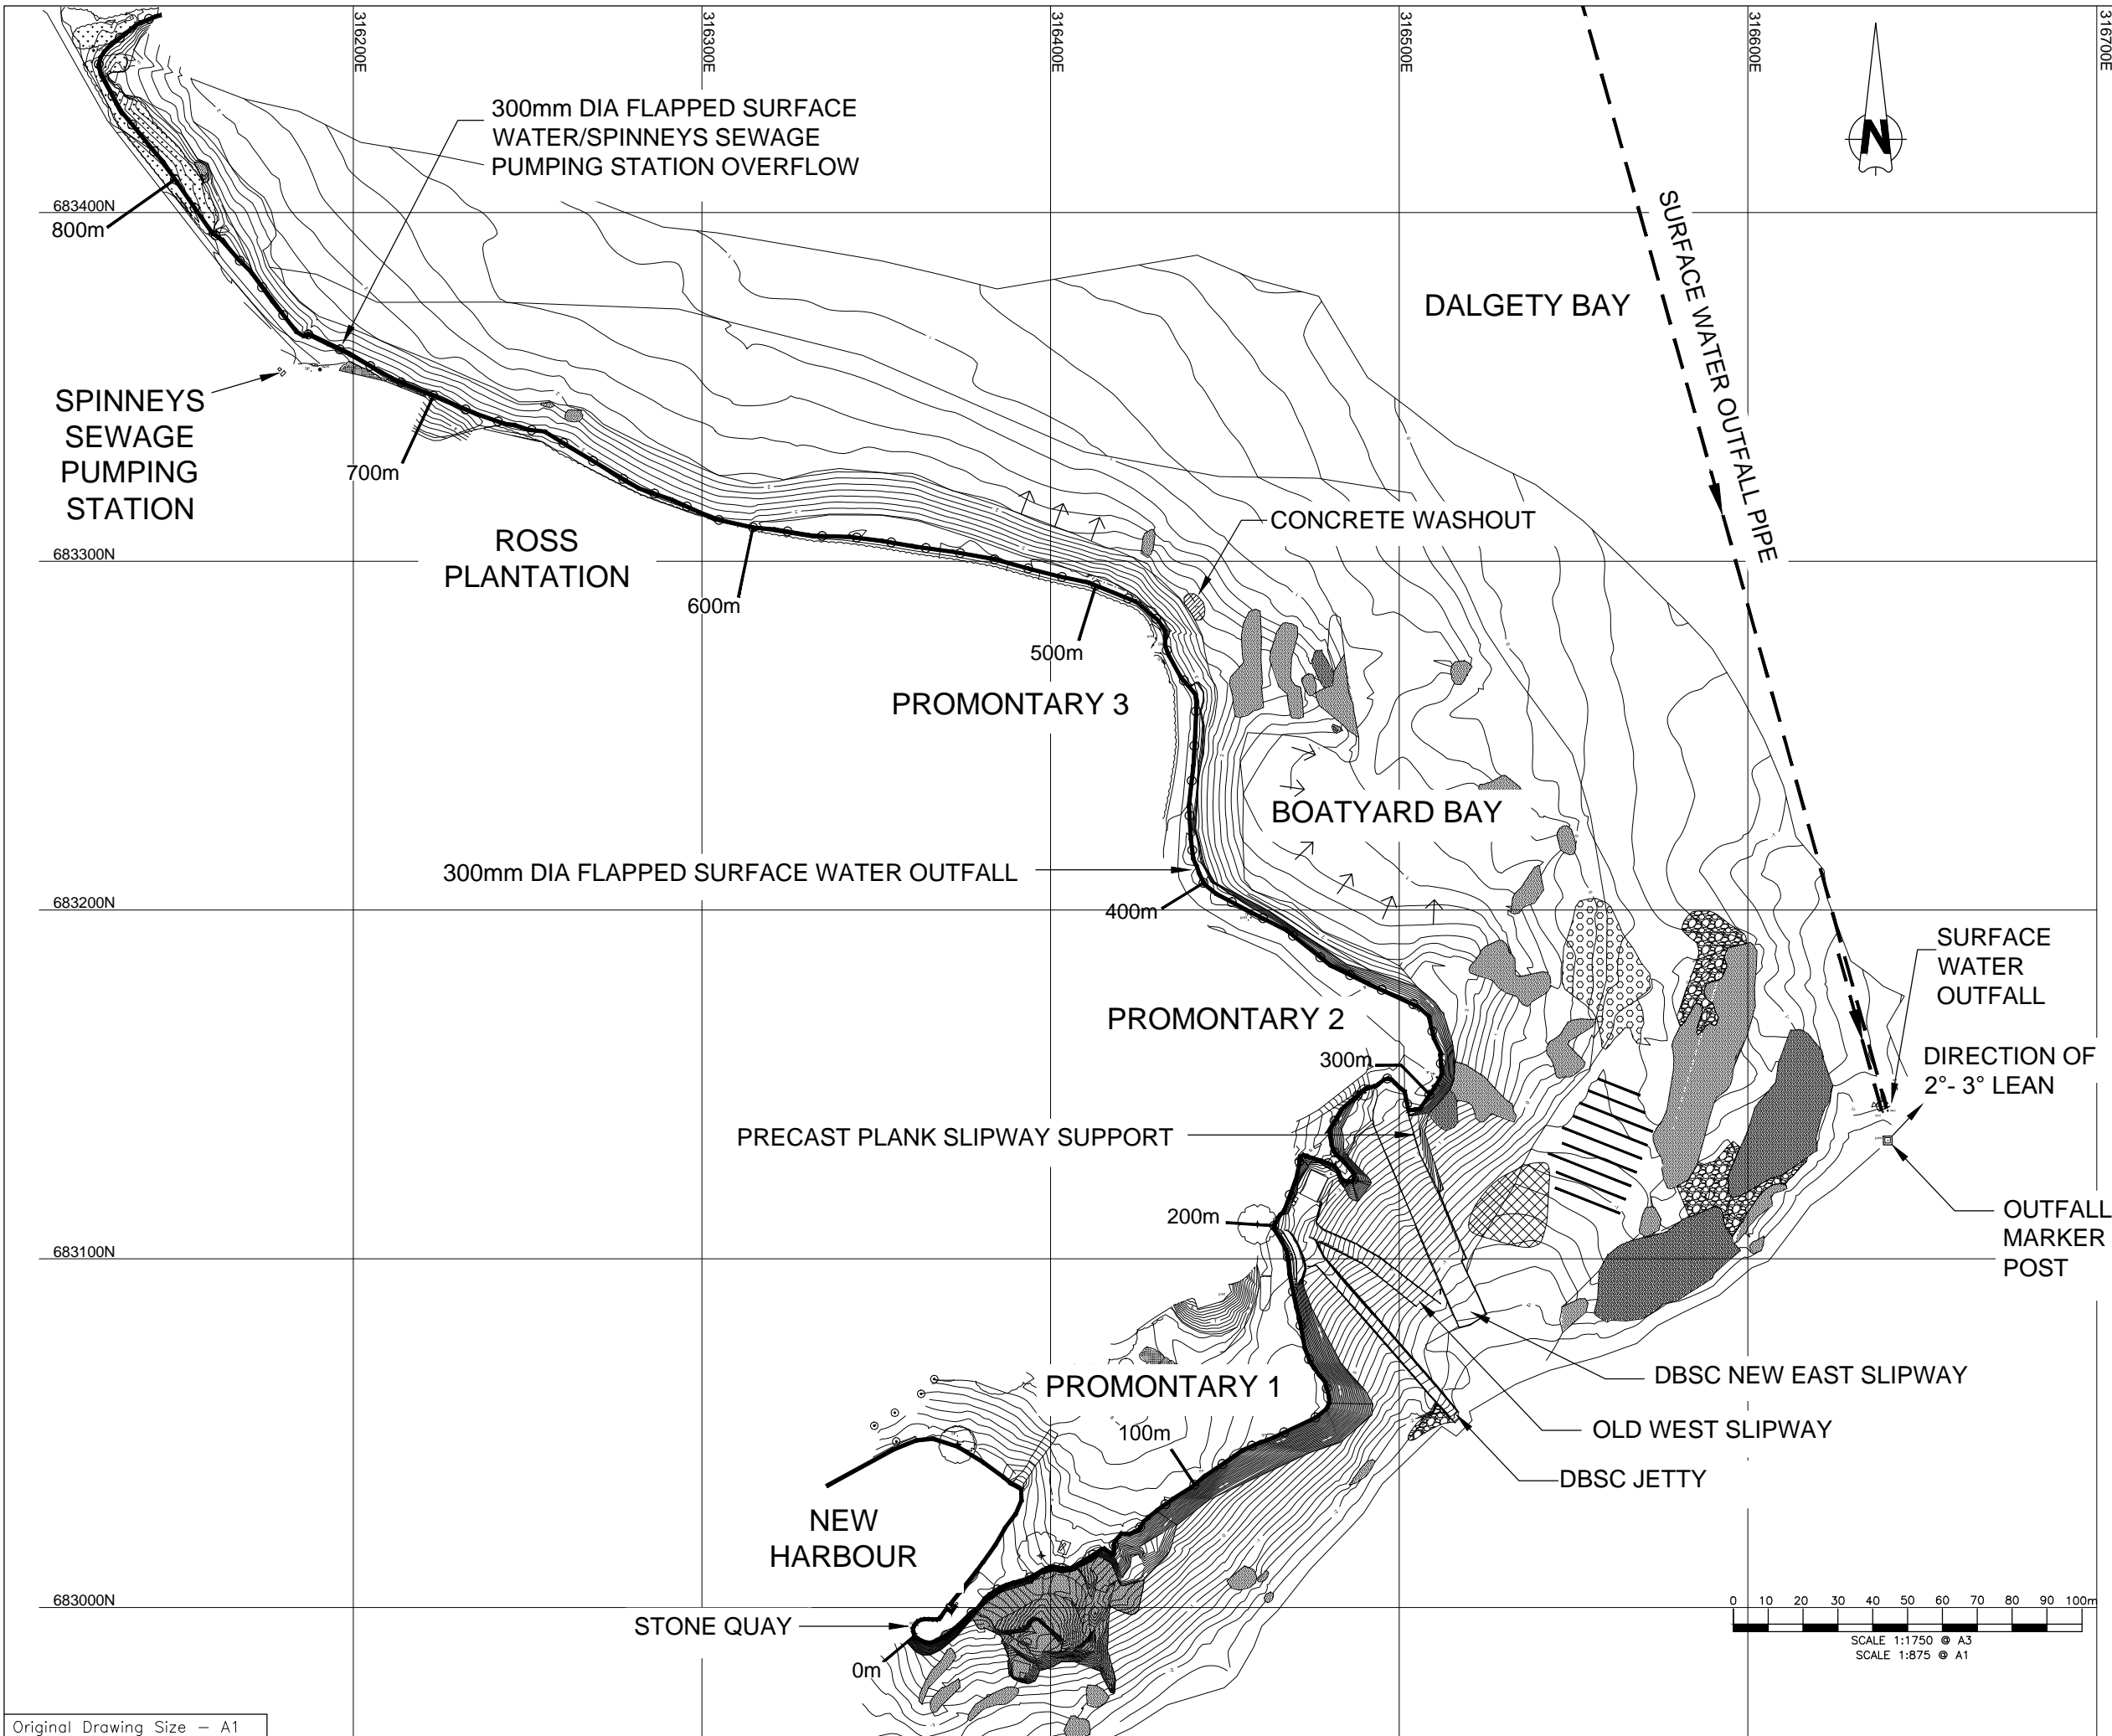 316200E
316300E
316400E
316500E
316600E
316700E
300mm DIA FLAPPED SURFACE
WATER/SPINNEYS SEWAGE
PUMPING STATION OVERFLOW
N
683400N
800m
DALGETY BAY
SURFACE WATER OUTFALL PIPE
SPINNEYS
SEWAGE
PUMPING
STATION
700m
CONCRETE WASHOUT
ROSS
PLANTATION
683300N
600m
500m
PROMONTARY 3
BOATYARD BAY
300mm DIA FLAPPED SURFACE WATER OUTFALL
683200N
400m
SURFACE
WATER
OUTFALL
PROMONTARY 2
300m
DIRECTION OF
2°- 3° LEAN
PRECAST PLANK SLIPWAY SUPPORT
200m
OUTFALL
MARKER
POST
683100N
DBSC NEW EAST SLIPWAY
PROMONTARY 1
OLD WEST SLIPWAY
100m
DBSC JETTY
NEW
HARBOUR
683000N
STONE QUAY
0m
0 10 20 30 40 50 60 70 80 90 100m
SCALE 1:1750 @ A3
SCALE 1:875 @ A1
Original Drawing Size – A1